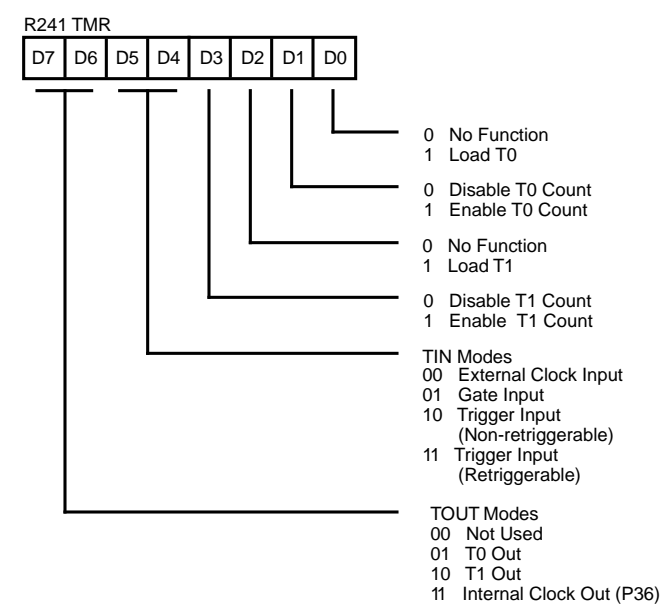 R241 TMR
D7 D6 D5 D4 D3 D2 D1 D0
0 No Function
1 Load T0
0 Disable T0 Count
1 Enable T0 Count
0 No Function
1 Load T1
0 Disable T1 Count
1 Enable T1 Count
TIN Modes
00 External Clock Input
01 Gate Input
10 Trigger Input
(Non-retriggerable)
11 Trigger Input
(Retriggerable)
TOUT Modes
00 Not Used
01 T0 Out
10 T1 Out
11 Internal Clock Out (P36)